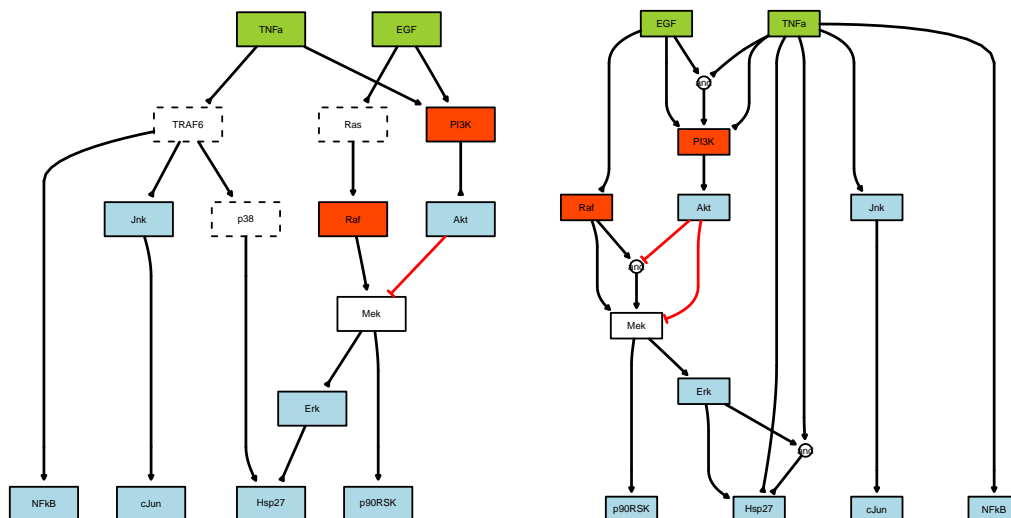 TNFa
EGF
TRAF6
Ras
PI3K
Jnk
p38
Raf
Akt
Mek
Erk
NFkB
cJun
Hsp27
p90RSK
EGF
TNFa
and
PI3K
Raf
Akt
Jnk
and
Mek
Erk
and
p90RSK
Hsp27
cJun
NFkB